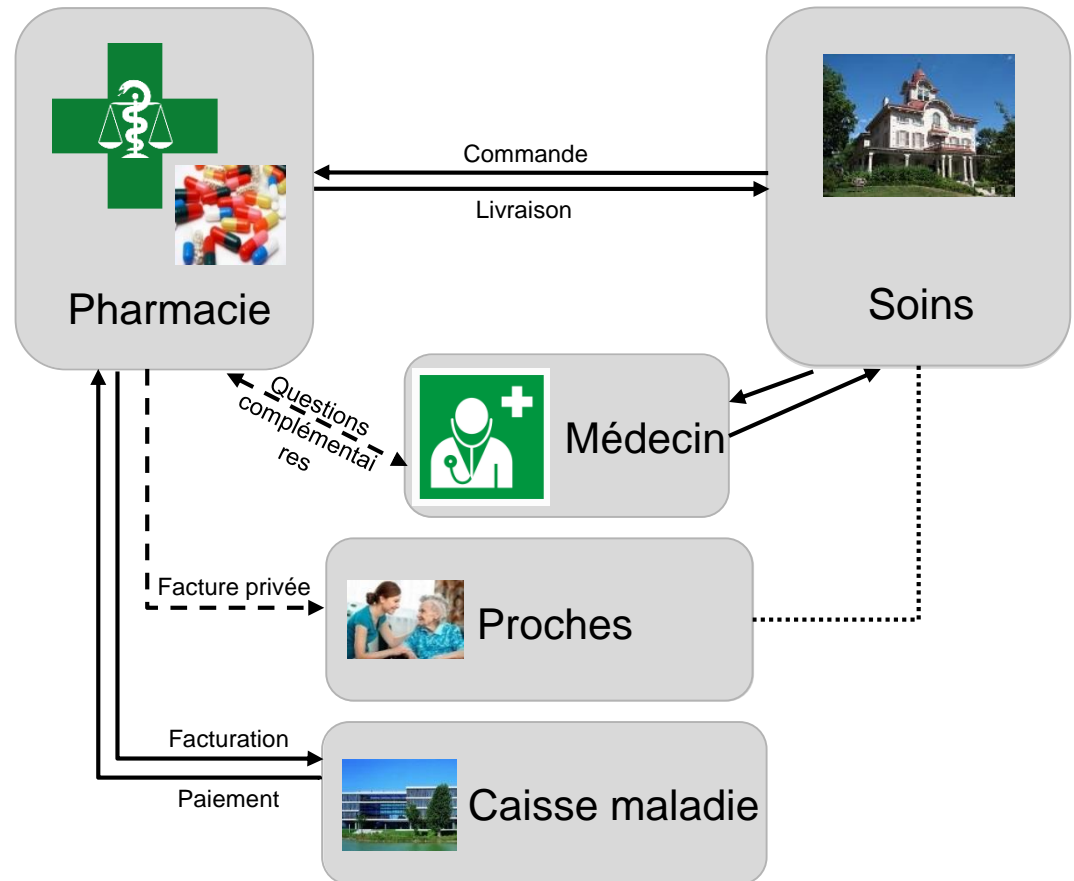 Commande
Livraison
Pharmacie
Soins
Questions
complémentai
res
Médecin
Facture privée
Proches
Facturation
Paiement
Caisse maladie